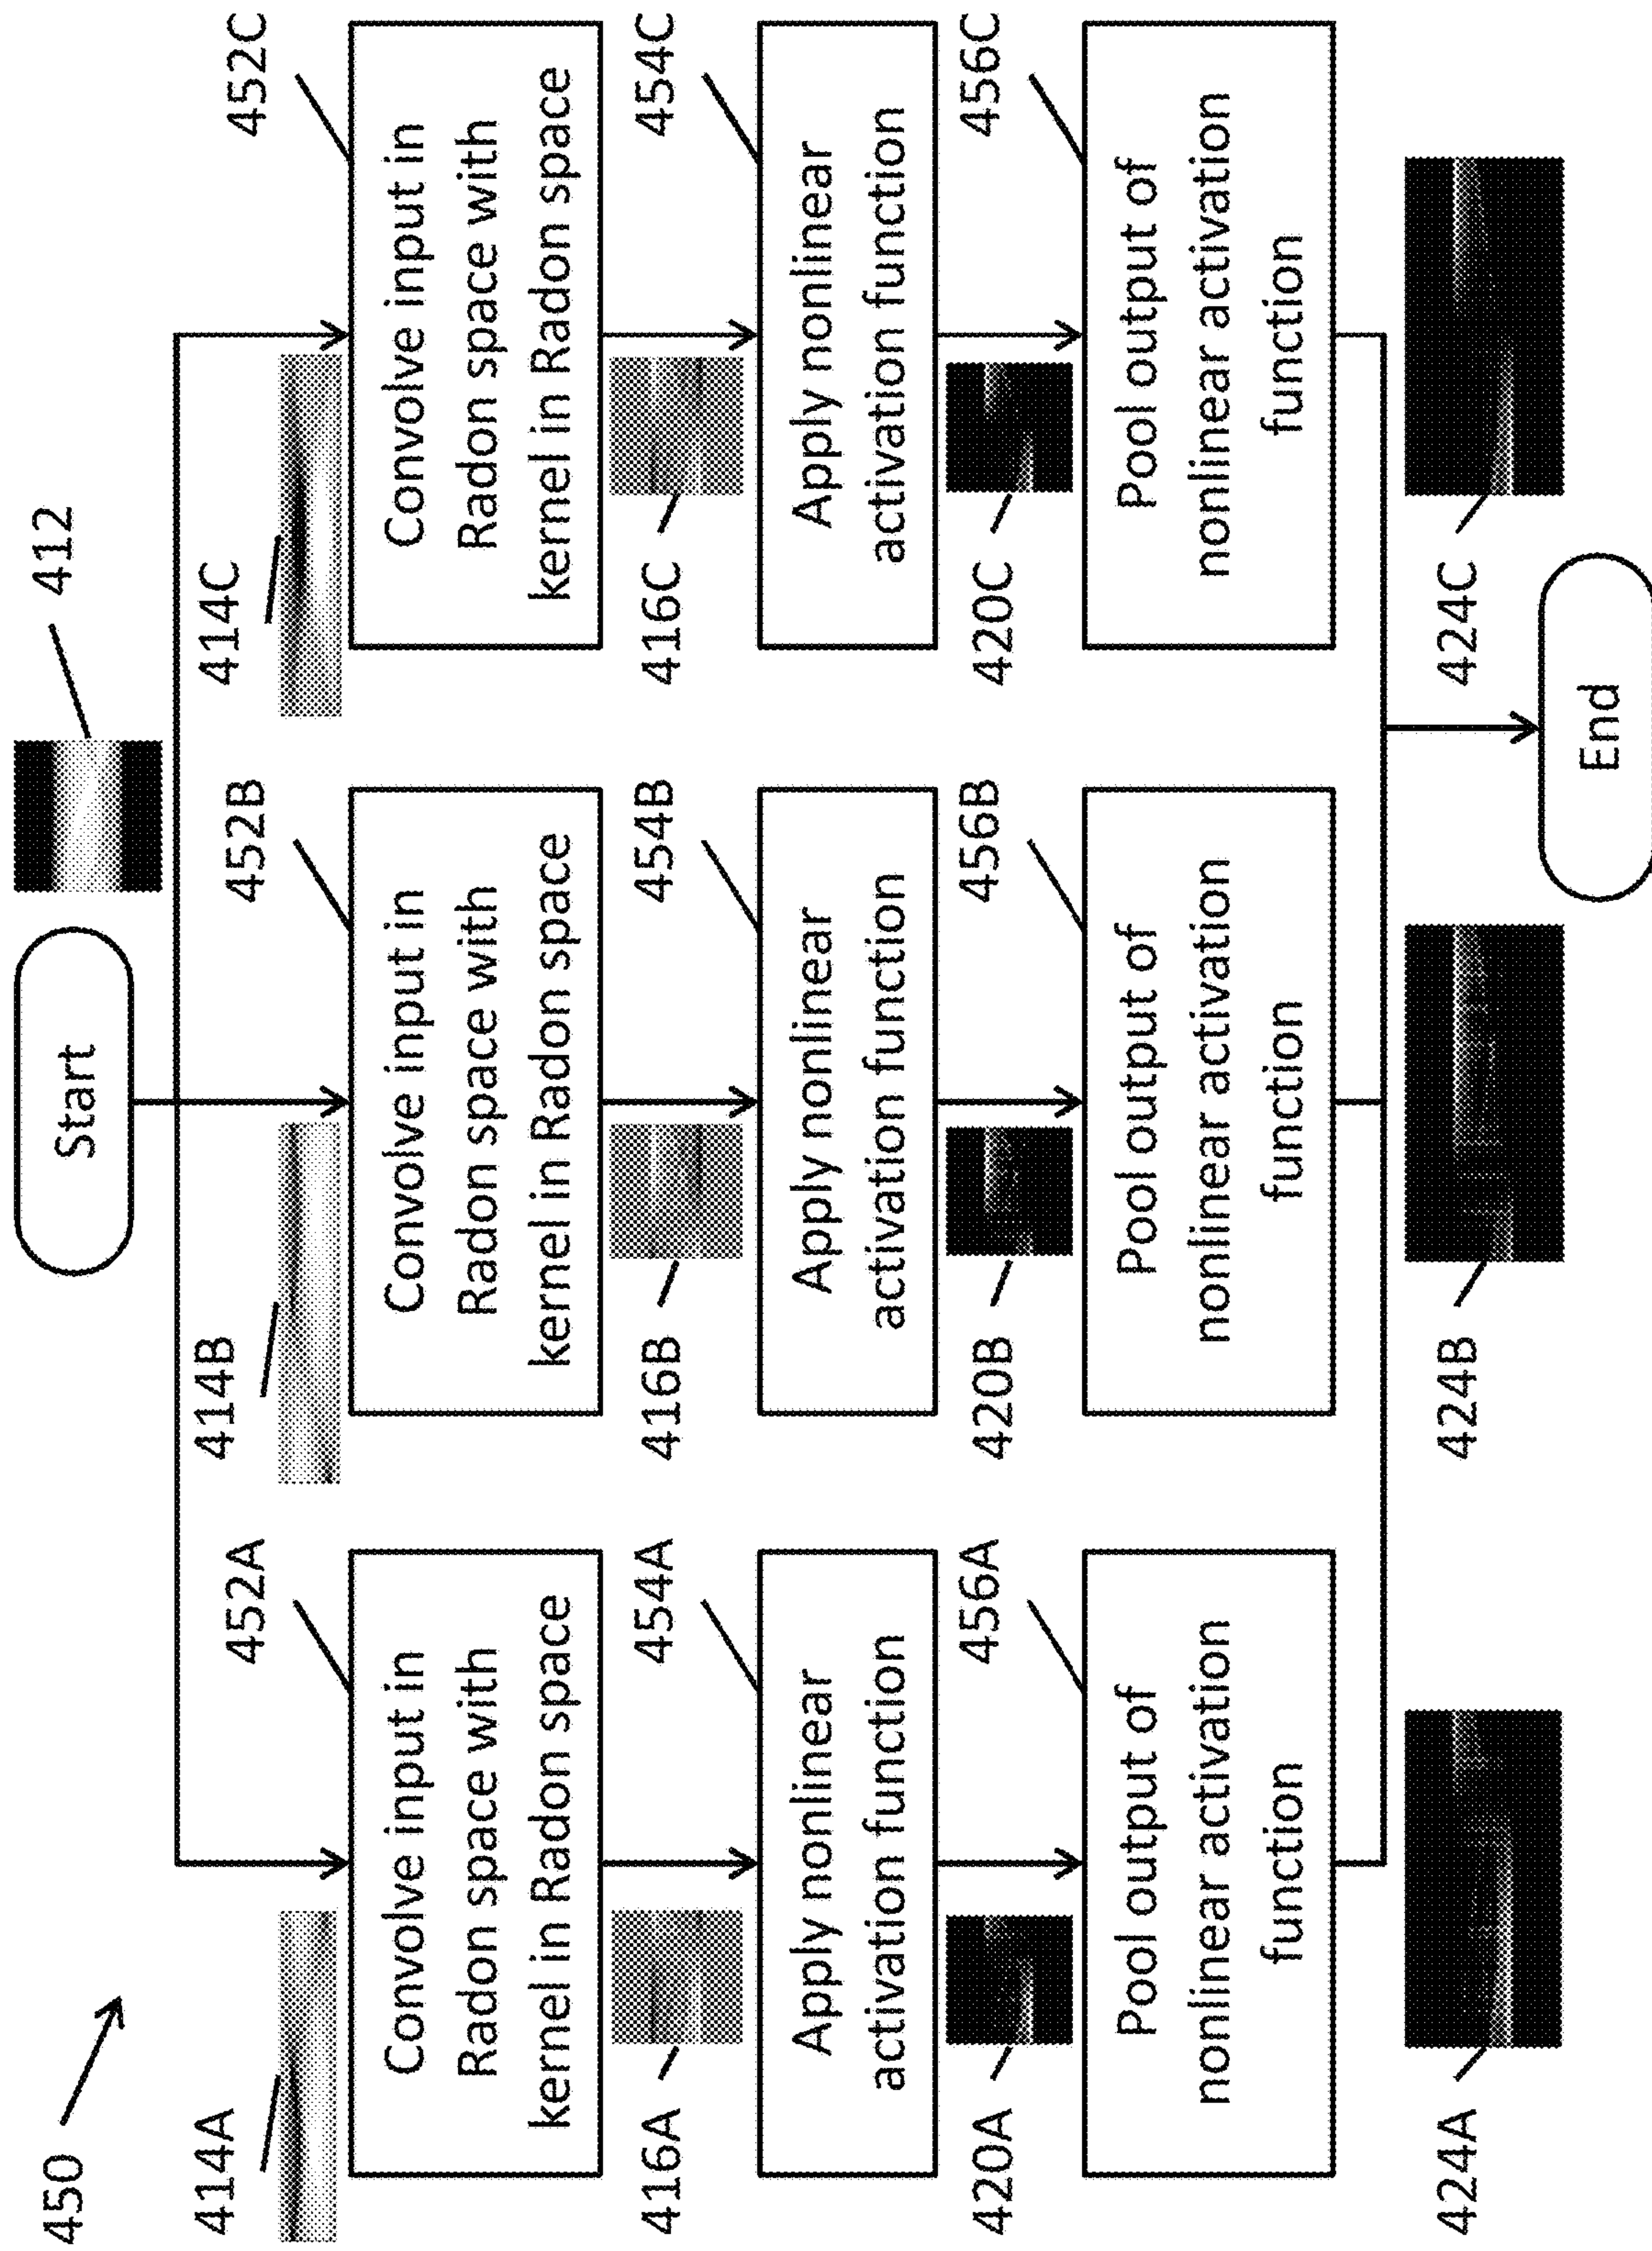 450
Start
412
414A
452A
414B
452B
414C
452C
Convolve input in
Radon space with
kernel in Radon space
Convolve input in
Radon space with
kernel in Radon space
Convolve input in
Radon space with
kernel in Radon space
416A
454A
416B
454B
416C
454C
Apply nonlinear
activation function
Apply nonlinear
activation function
Apply nonlinear
activation function
420A
456A
420B
456B
420C
456C
Pool output of
nonlinear activation
function
Pool output of
nonlinear activation
function
Pool output of
nonlinear activation
function
424A
424B
424C
End